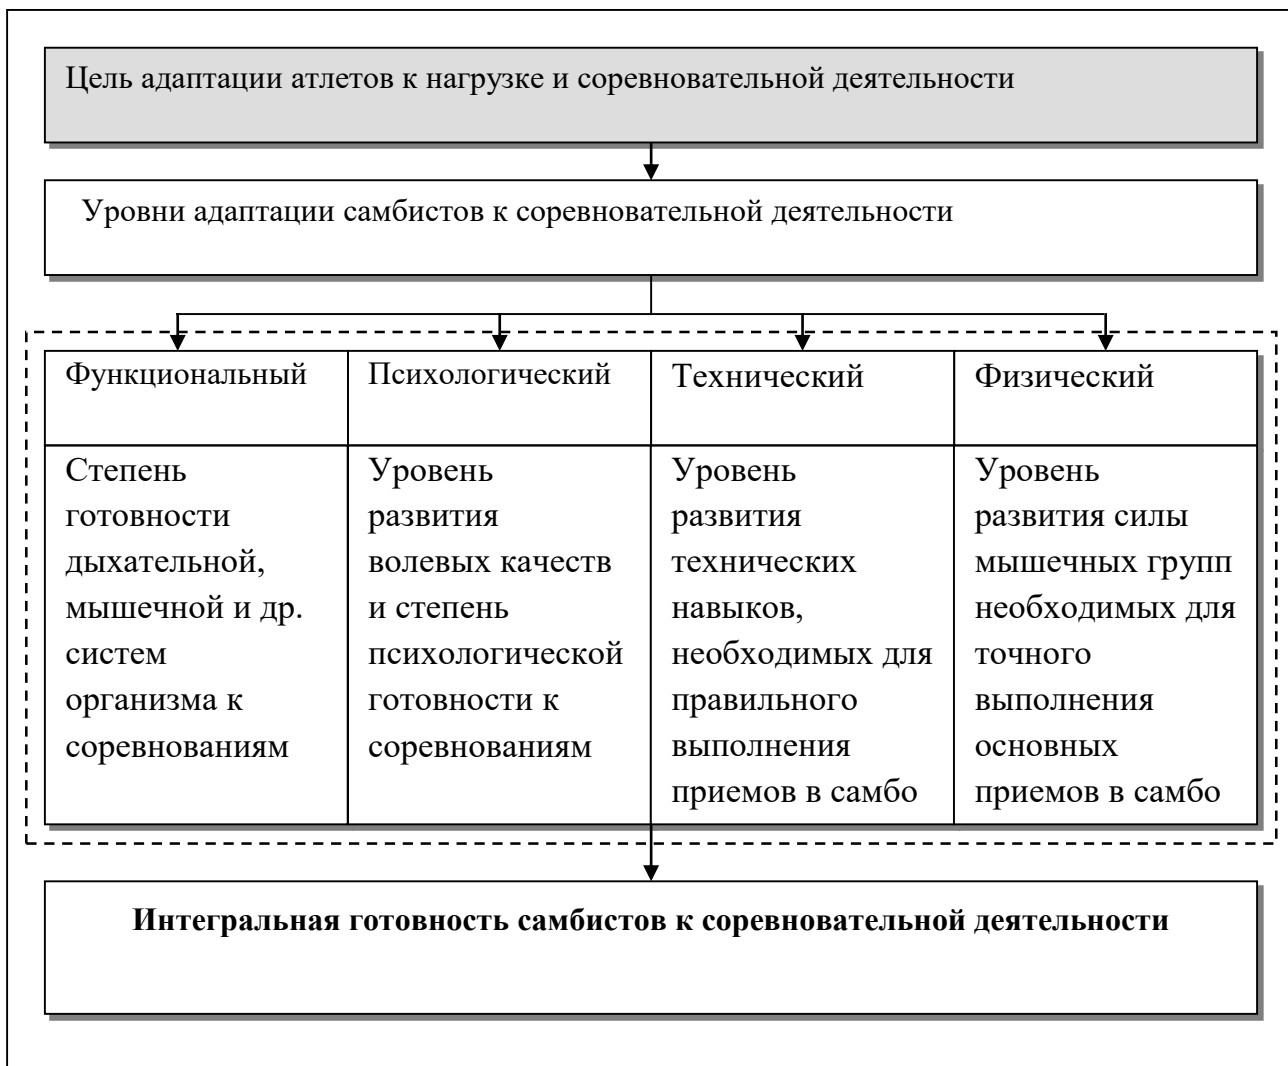 Цель адаптации атлетов к нагрузке и соревновательной деятельности
Уровни адаптации самбистов к соревновательной деятельности
Функциональный
Психологический
Технический
Физический
Степень
готовности
дыхательной,
мышечной и др.
систем
организма к
соревнованиям
Уровень
развития
волевых качеств
и степень
психологической
готовности к
соревнованиям
Уровень
развития
технических
навыков,
необходимых для
правильного
выполнения
приемов в самбо
Уровень
развития силы
мышечных групп
необходимых для
точного
выполнения
основных
приемов в самбо
Интегральная готовность самбистов к соревновательной деятельности